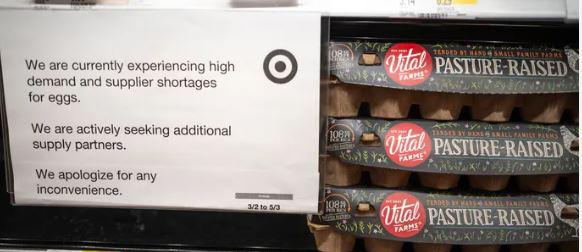 We are currently experiencing high
demand and supplier shortages
for eggs.
We are actively seeking additional
supply partners.
We apologize for any
inconvenience.
3/2 to 5/3
TENDED BY HAND ON SMALL FAMILY FARMS
Vital
FARMS
PASTURE-RAISED
TENDED BY HAND ON SMALL FAMILY FARMS
Vital
FARMS
PASTURE-RAISED
TENDED BY HAND ON SMALL FAMILY FARMS
Vital
FARMS
PASTURE-RAISED